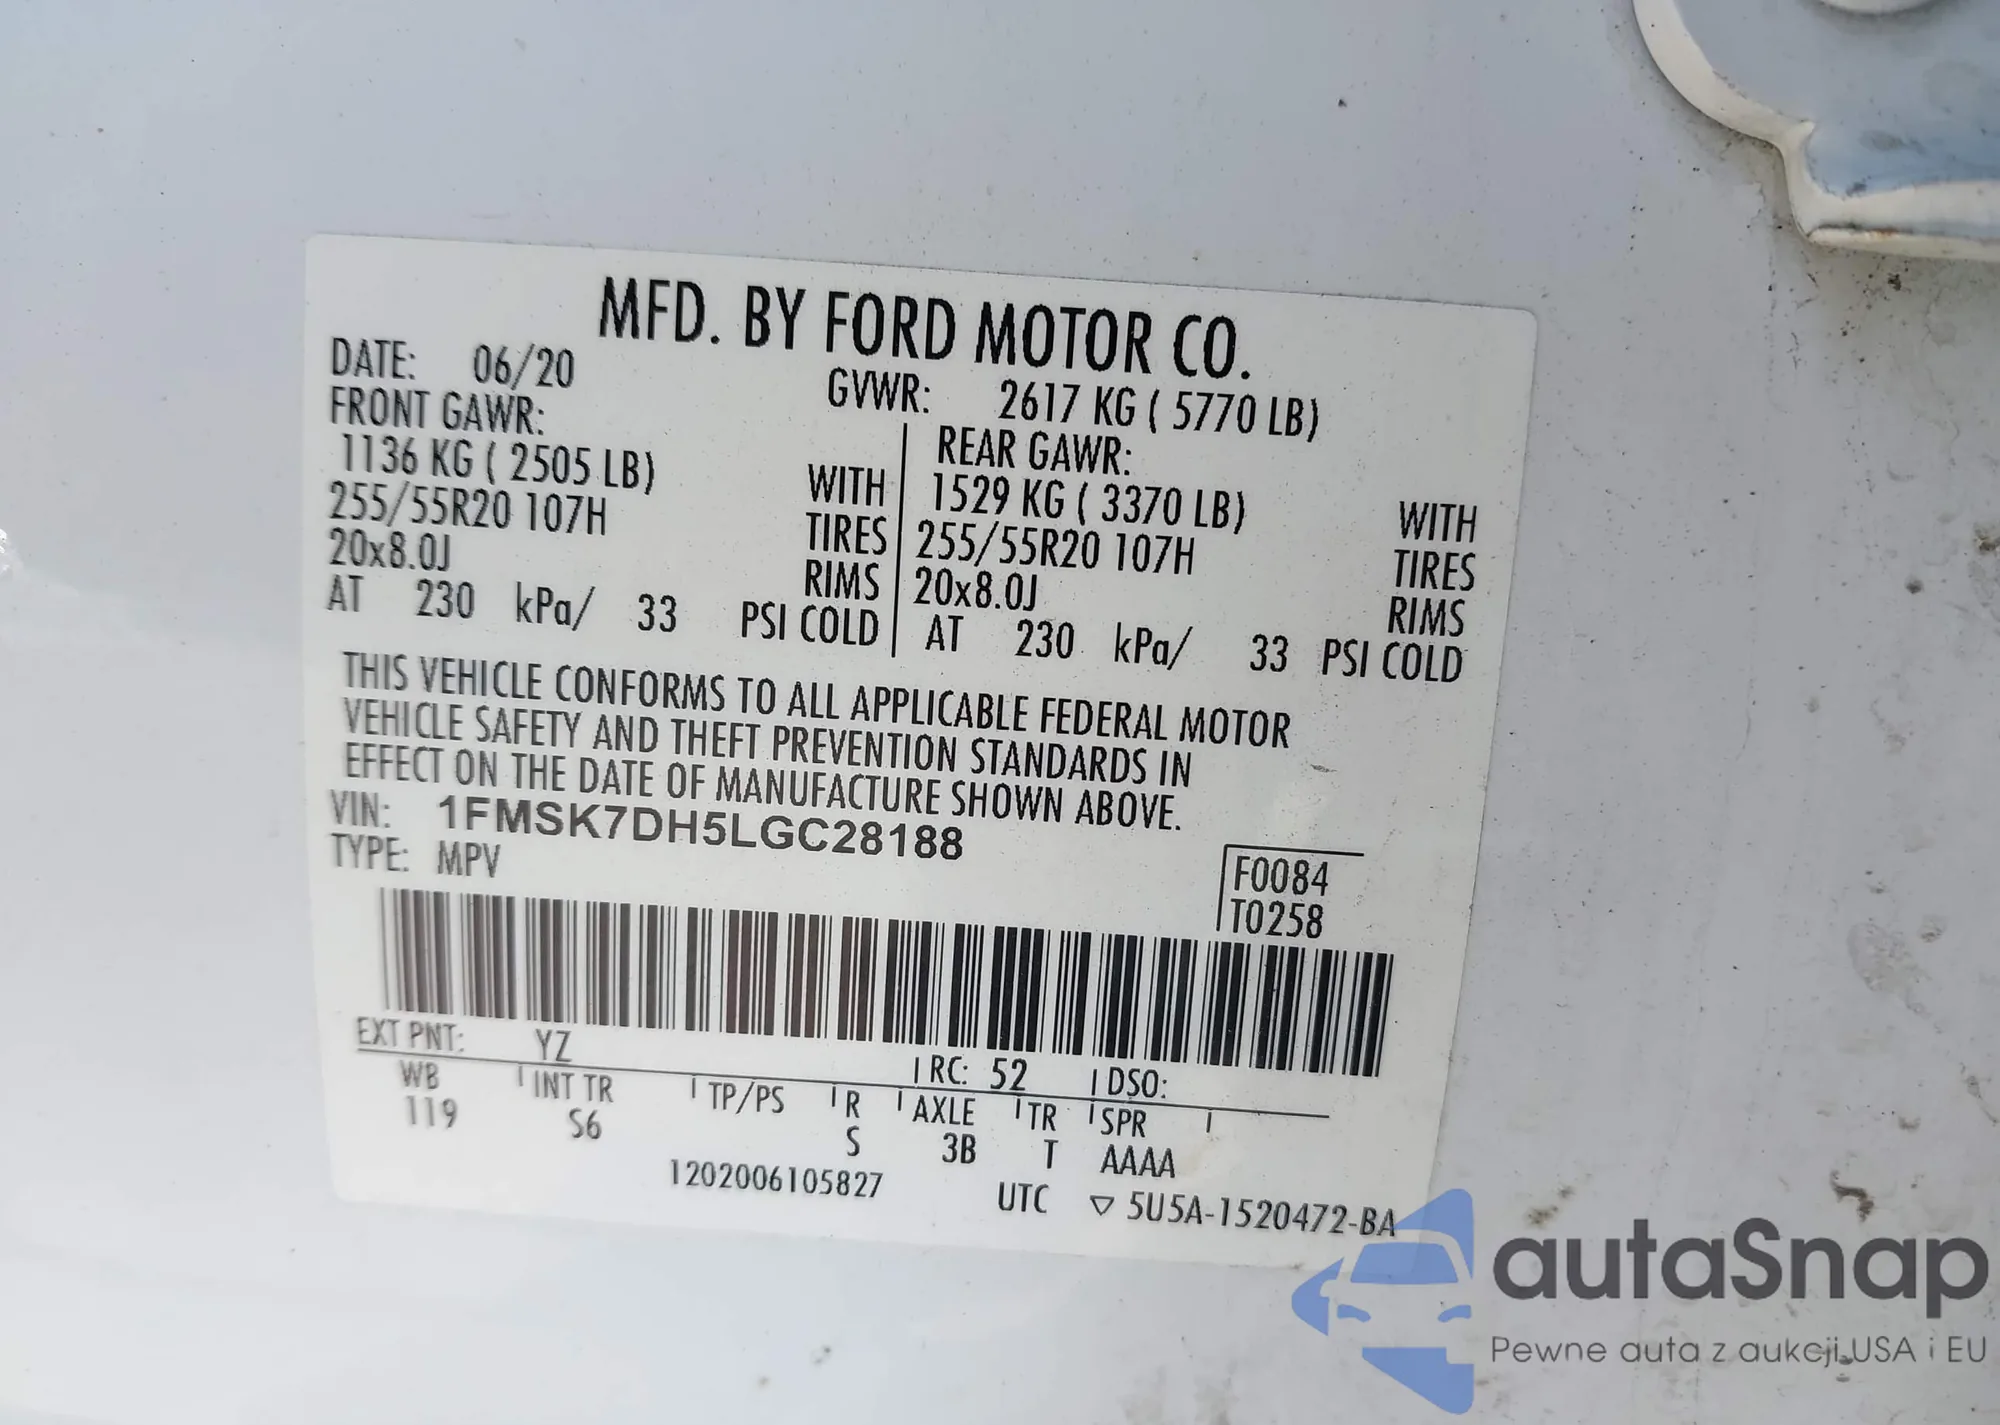 MFD. BY FORD MOTOR CO.
DATE: 06/20 GVWR: 2617 KG ( 5770 LB)
FRONT GAWR: REAR GAWR:
1136 KG ( 2505 LB) WITH 1529 KG ( 3370 LB) WITH
255/55R20 107H TIRES 255/55R20 107H TIRES
20x8.0J RIMS 20x8.0J RIMS
AT 230 kPa/ 33 PSI COLD AT 230 kPa/ 33 PSI COLD
THIS VEHICLE CONFORMS TO ALL APPLICABLE FEDERAL MOTOR
VEHICLE SAFETY AND THEFT PREVENTION STANDARDS IN
EFFECT ON THE DATE OF MANUFACTURE SHOWN ABOVE.
VIN: 1FMSK7DH5LGC28188
TYPE: MPV
F0084
T0258
EXT PNT: YZ RC: 52 DSO:
WB INT TR TP/PS R AXLE TR SPR
119 S6 S 3B T AAAA
1202006105827 UTC ▽ 5U5A-1520472-BA
autaSnap
Pewne auta z aukcji USA i EU